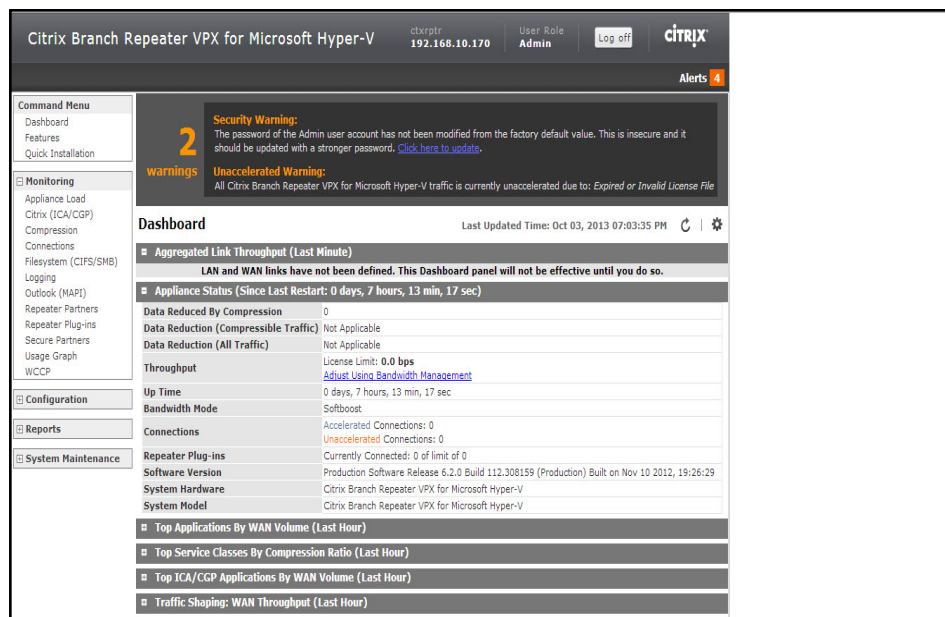 Citrix Branch Repeater VPX for Microsoft Hyper-V
ctxrptr
192.168.10.170
User Role
Admin
Log off
CITRIX
Alerts 4
Command Menu
Dashboard
Features
Quick Installation
Monitoring
Appliance Load
Citrix (ICA/CGP)
Compression
Connections
Filesystem (CIFS/SMB)
Logging
Outlook (MAPI)
Repeater Partners
Repeater Plug-ins
Secure Partners
Usage Graph
WCCP
Configuration
Reports
System Maintenance
2
warnings
Security Warning:
The password of the Admin user account has not been modified from the factory default value. This is insecure and it
should be updated with a stronger password. Click here to update.
Unaccelerated Warning:
All Citrix Branch Repeater VPX for Microsoft Hyper-V traffic is currently unaccelerated due to: Expired or Invalid License File
Dashboard
Last Updated Time: Oct 03, 2013 07:03:35 PM
Aggregated Link Throughput (Last Minute)
LAN and WAN links have not been defined. This Dashboard panel will not be effective until you do so.
Appliance Status (Since Last Restart: 0 days, 7 hours, 13 min, 17 sec)
Data Reduced By Compression 0
Data Reduction (Compressible Traffic) Not Applicable
Data Reduction (All Traffic) Not Applicable
Throughput
License Limit: 0.0 bps
Adjust Using Bandwidth Management
Up Time 0 days, 7 hours, 13 min, 17 sec
Bandwidth Mode Softboost
Connections
Accelerated Connections: 0
Unaccelerated Connections: 0
Repeater Plug-ins Currently Connected: 0 of limit of 0
Software Version Production Software Release 6.2.0 Build 112.308159 (Production) Built on Nov 10 2012, 19:26:29
System Hardware Citrix Branch Repeater VPX for Microsoft Hyper-V
System Model Citrix Branch Repeater VPX for Microsoft Hyper-V
Top Applications By WAN Volume (Last Hour)
Top Service Classes By Compression Ratio (Last Hour)
Top ICA/CGP Applications By WAN Volume (Last Hour)
Traffic Shaping: WAN Throughput (Last Hour)